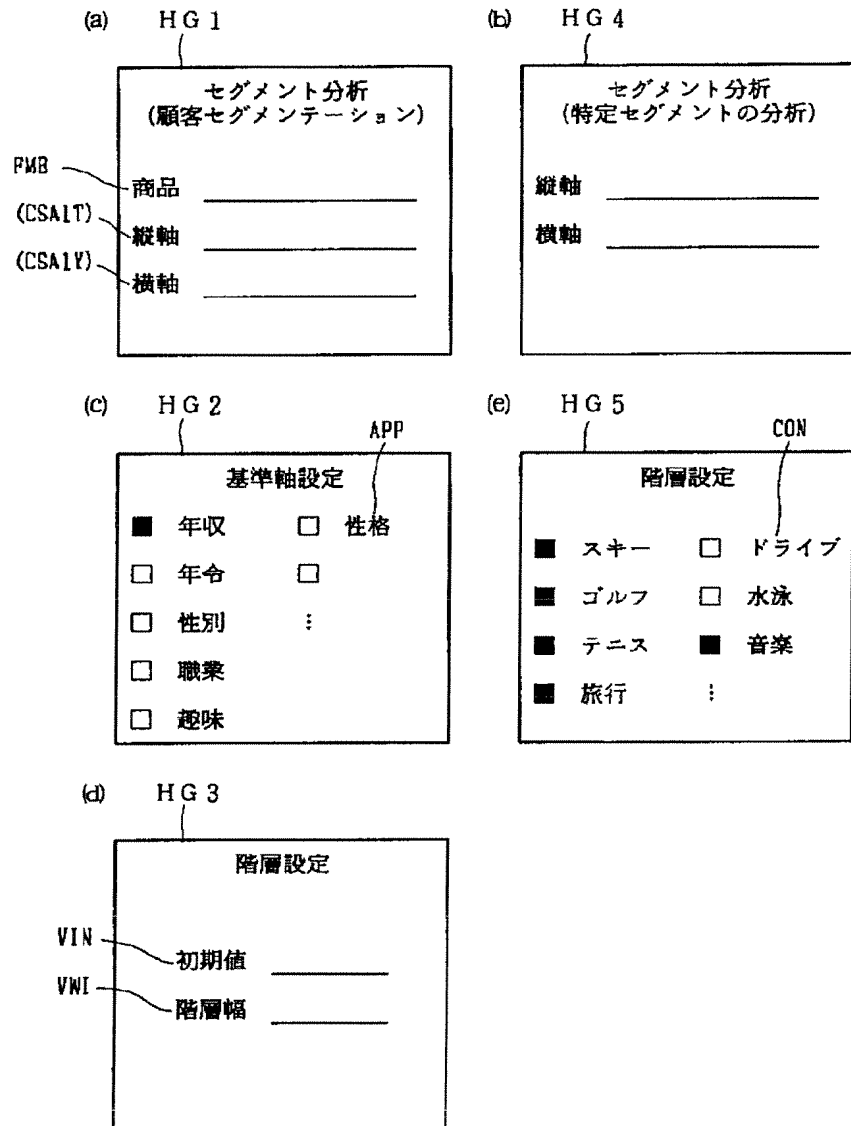 (a) HG1
セグメント分析
(顧客セグメンテーション)
PMB
商品
(CSA1T)
縦軸
(CSA1Y)
横軸
(b) HG4
セグメント分析
(特定セグメントの分析)
縦軸
横軸
(c) HG2
APP
基準軸設定
■ 年収 □ 性格
□ 年令 □
□ 性別 ⋮
□ 職業
□ 趣味
(e) HG5
CON
階層設定
■ スキー □ ドライブ
■ ゴルフ □ 水泳
■ テニス ■ 音楽
■ 旅行 ⋮
(d) HG3
階層設定
VIN
初期値
VWI
階層幅